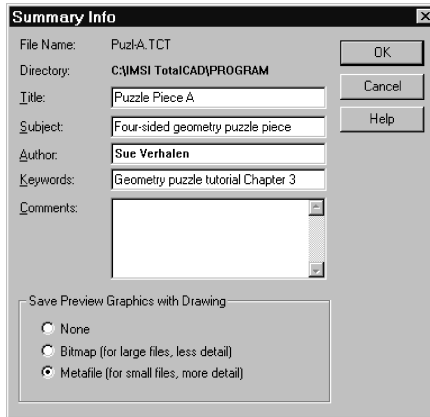 Summary Info
File Name: Puzl-A.TCT
Directory: C:\IMSI TotalCAD\PROGRAM
Title: Puzzle Piece A
Subject: Four-sided geometry puzzle piece
Author: Sue Verhalen
Keywords: Geometry puzzle tutorial Chapter 3
Comments:
OK
Cancel
Help
Save Preview Graphics with Drawing
None
Bitmap (for large files, less detail)
Metafile (for small files, more detail)